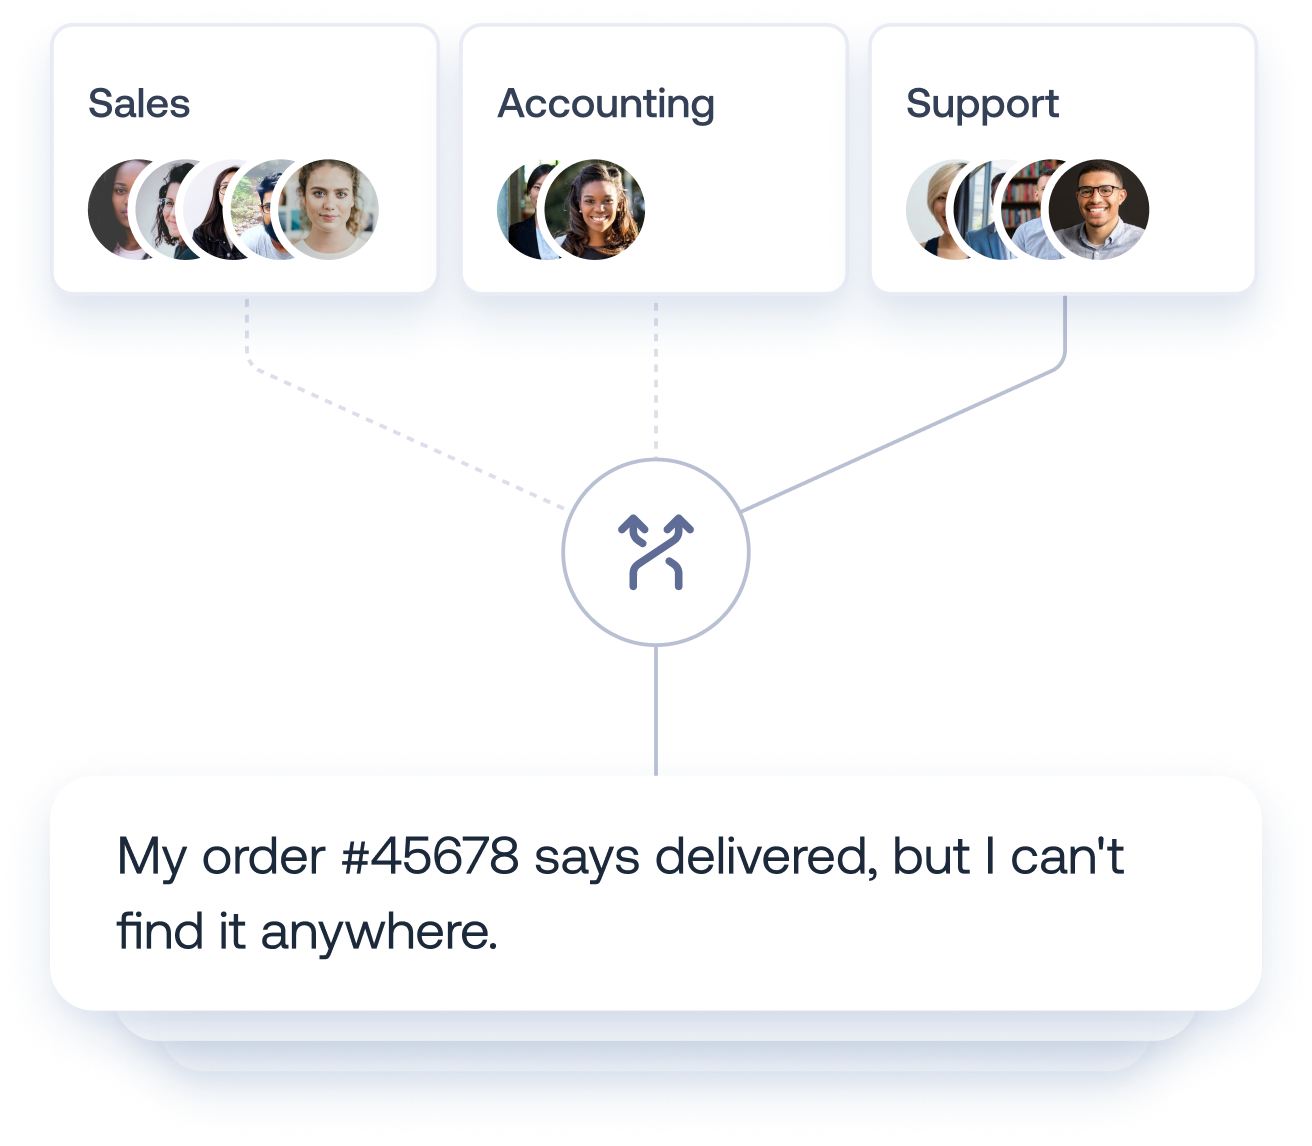 Sales
Accounting
Support
My order #45678 says delivered, but I can't
find it anywhere.